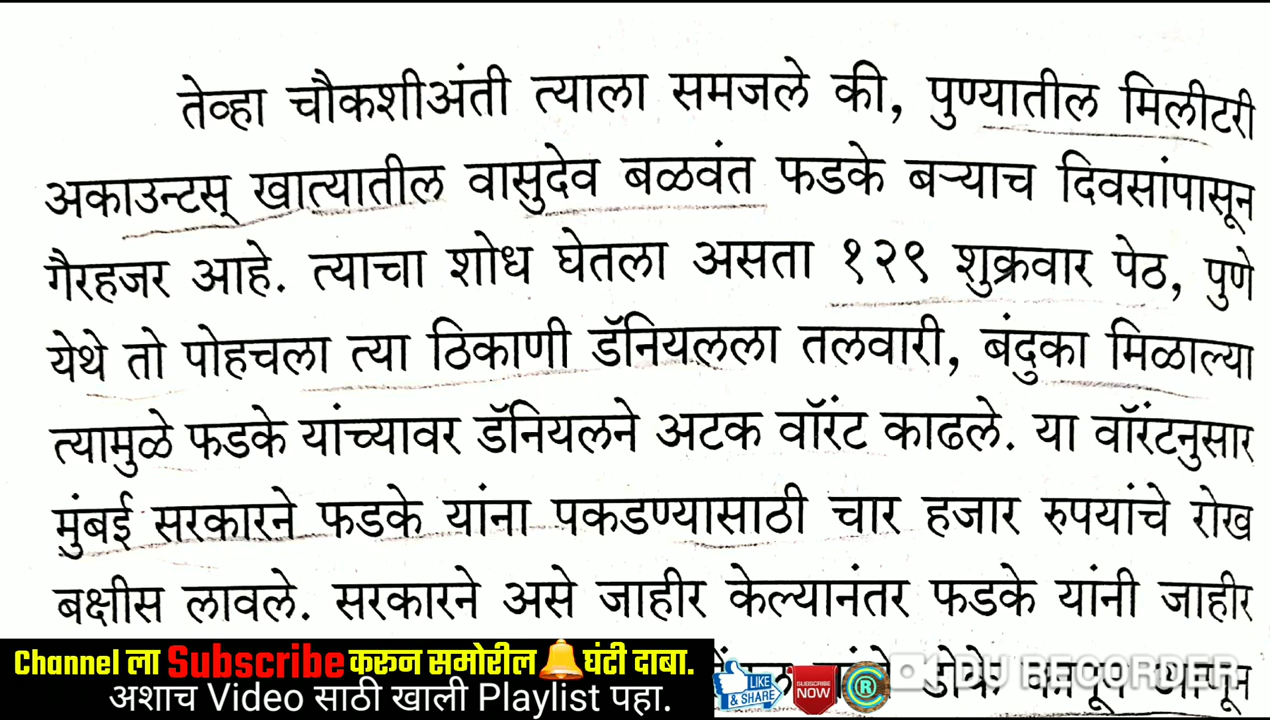 तेव्हा चौकशीअंती त्याला समजले की, पुण्यातील मिलीटरी
अकाउन्टस् खात्यातील वासुदेव बळवंत फडके बऱ्याच दिवसांपासून
गैरहजर आहे. त्याचा शोध घेतला असता १२९ शुक्रवार पेठ, पुणे
येथे तो पोहचला त्या ठिकाणी डॅनियलला तलवारी, बंदुका मिळाल्या
त्यामुळे फडके यांच्यावर डॅनियलने अटक वॉरंट काढले. या वॉरंटनुसार
मुंबई सरकारने फडके यांना पकडण्यासाठी चार हजार रुपयांचे रोख
बक्षीस लावले. सरकारने असे जाहीर केल्यानंतर फडके यांनी जाहीर
डोके कापून आणून
Channel ला Subscribe करून समोरील घंटी दाबा.
अशाच Video साठी खाली Playlist पहा.
LIKE & SHARE
SUBSCRIBE NOW
R
DU RECORDER